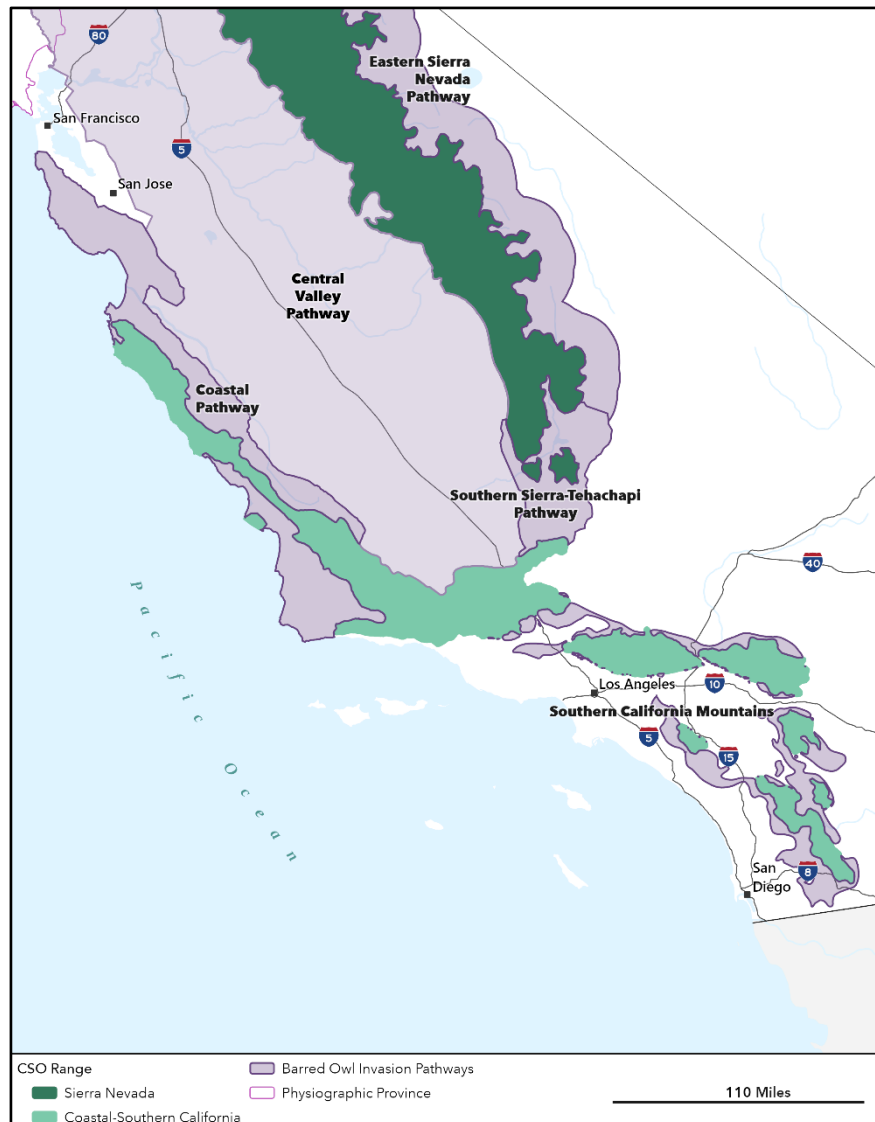 80
Eastern Sierra
Nevada
Pathway
San Francisco
5
San Jose
Central
Valley
Pathway
Coastal
Pathway
Southern Sierra-Tehachapi
Pathway
40
Pacific Ocean
Los Angeles
10
Southern California Mountains
5
15
San
Diego
8
CSO Range
Sierra Nevada
Coastal-Southern California
Barred Owl Invasion Pathways
Physiographic Province
110 Miles